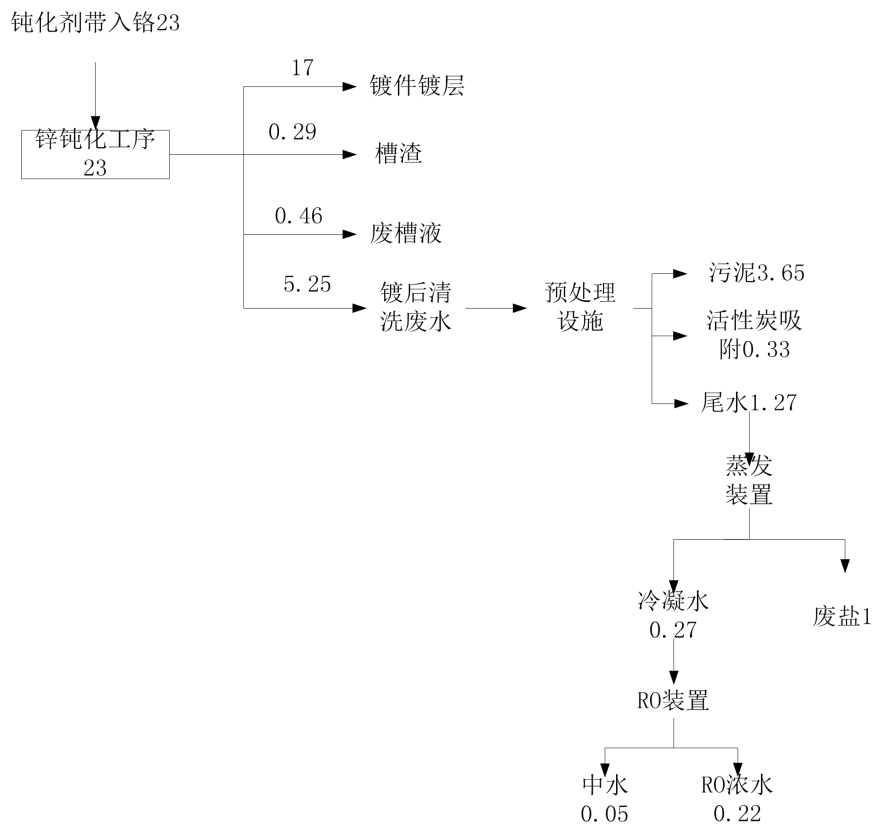 钝化剂带入铬23
17
镀件镀层
锌钝化工序
23
0.29
槽渣
0.46
废槽液
5.25
镀后清
洗废水
预处理
设施
污泥3.65
活性炭吸
附0.33
尾水1.27
蒸发
装置
冷凝水
0.27
废盐1
RO装置
中水
0.05
RO浓水
0.22